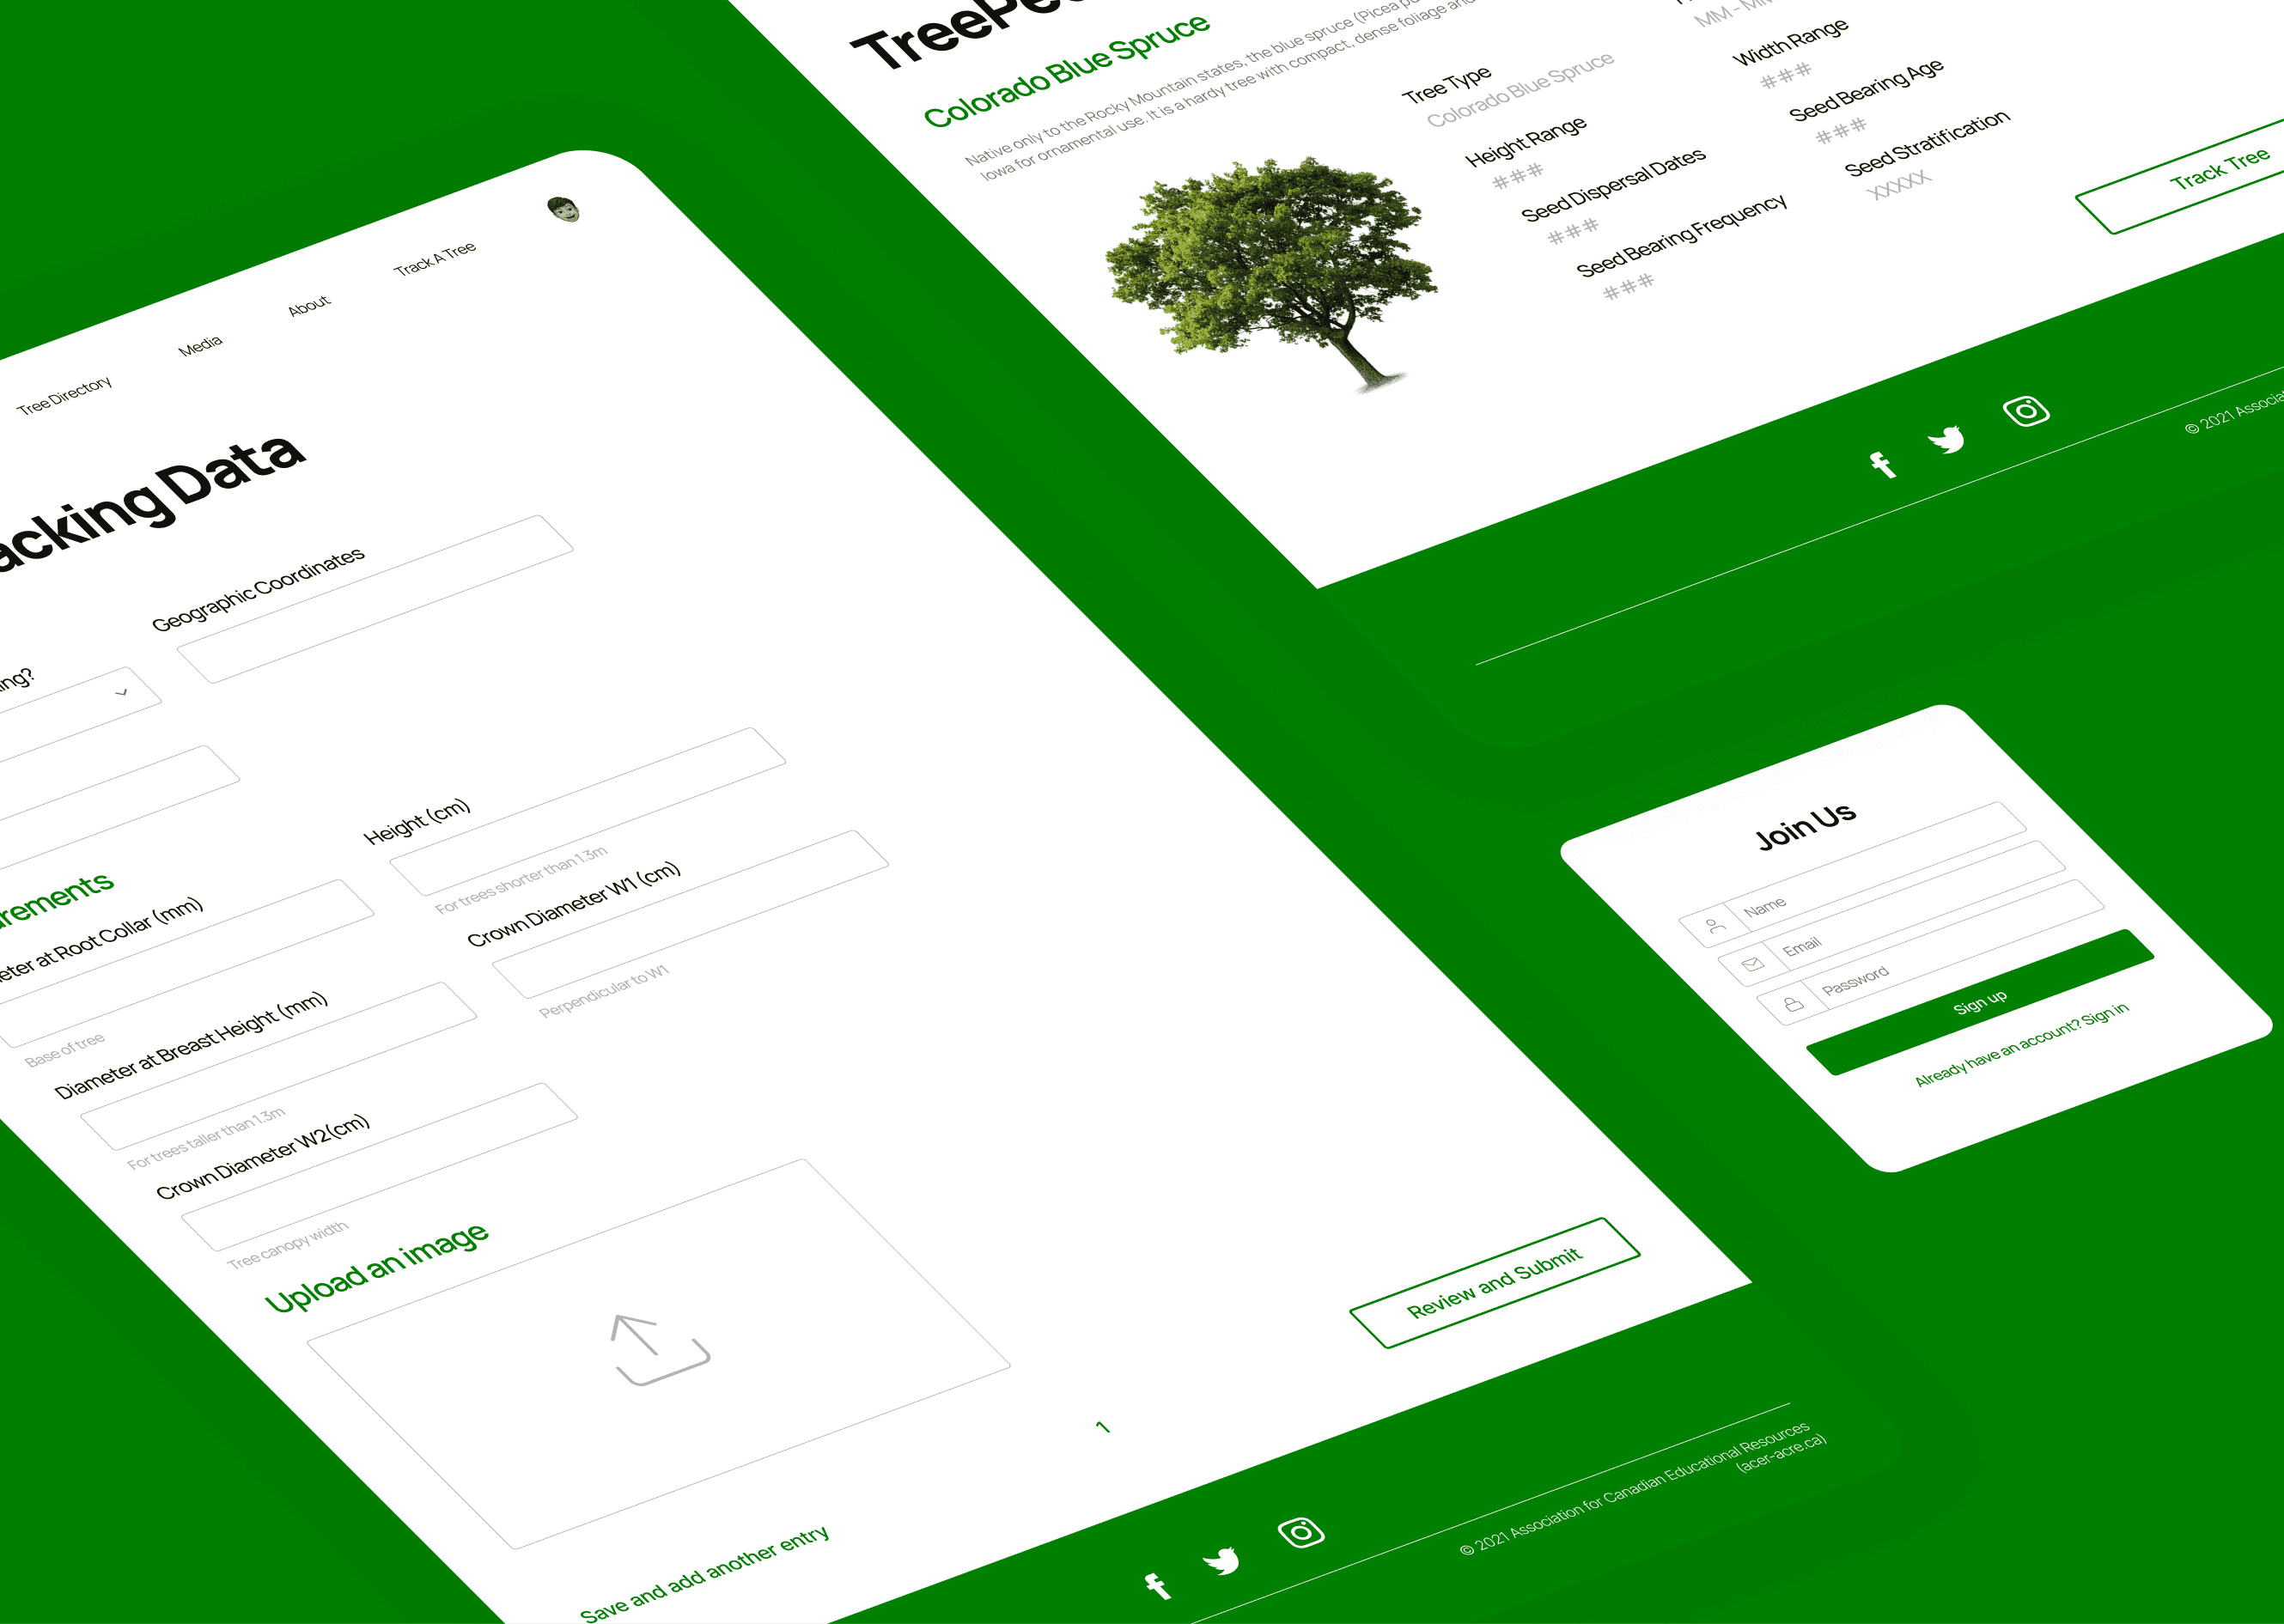 Colorado Blue Spruce
Native only to the Rocky Mountain states, the blue spruce (Picea
Iowa for ornamental use. It is a hardy tree with compact, dense foliage and
Tree Type
Colorado Blue Spruce
Height Range
###
Seed Dispersal Dates
###
Seed Bearing Frequency
###
MM -
Width Range
###
Seed Bearing Age
###
Seed Stratification
XXXXX
Track Tree
© 2021
Tree Directory
Media
About
Track A Tree
acking Data
ing?
Geographic Coordinates
rements
eter at Root Collar (mm)
Base of tree
Height (cm)
For trees shorter than 1.3m
Diameter at Breast Height (mm)
For trees taller than 1.3m
Crown Diameter W1 (cm)
Perpendicular to W1
Crown Diameter W2(cm)
Tree canopy width
Upload an image
Save and add another entry
1
Review and Submit
© 2021 Association for Canadian Educational Resources
(acer-acre.ca)
Join Us
Name
Email
Password
Sign up
Already have an account? Sign in